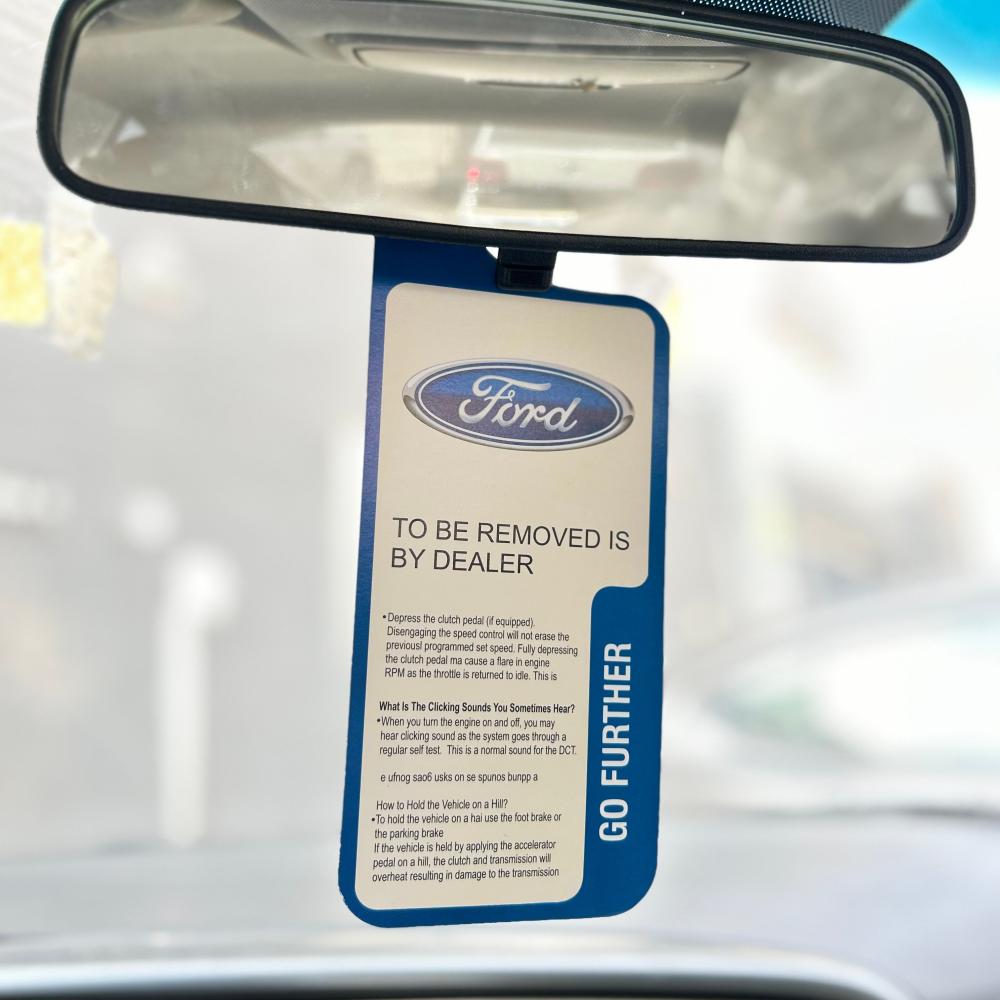 Ford
TO BE REMOVED IS
BY DEALER
•Depress the clutch pedal (if equipped).
Disengaging the speed control will not erase the
previousl programmed set speed. Fully depressing
the clutch pedal ma cause a flare in engine
RPM as the throttle is returned to idle. This is
What Is The Clicking Sounds You Sometimes Hear?
•When you turn the engine on and off, you may
hear clicking sound as the system goes through a
regular self test. This is a normal sound for the DCT.
e ufnog sao6 usks on se spunos bunpp a
How to Hold the Vehicle on a Hill?
•To hold the vehicle on a hai use the foot brake or
the parking brake
If the vehicle is held by applying the accelerator
pedal on a hill, the clutch and transmission will
overheat resulting in damage to the transmission
GO FURTHER